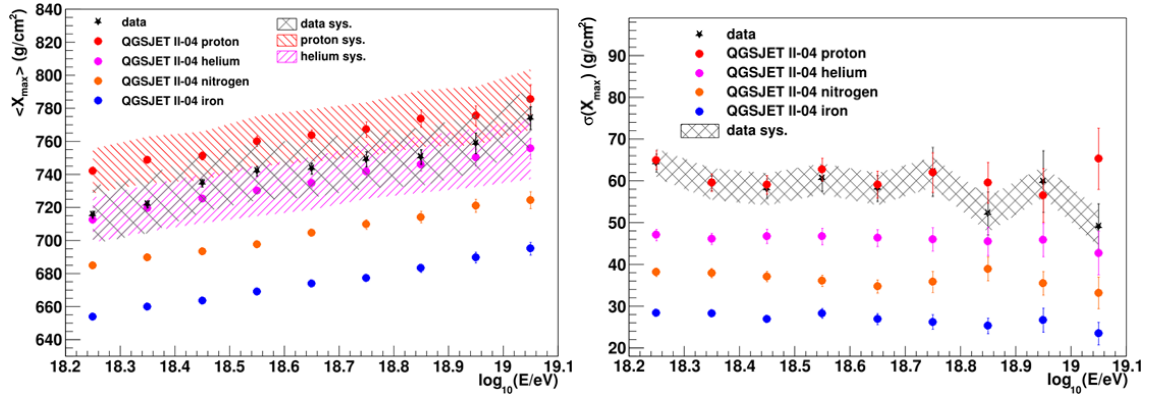 <X_max> (g/cm²)
840
820
800
780
760
740
720
700
680
660
640
data
QGSJET II-04 proton
QGSJET II-04 helium
QGSJET II-04 nitrogen
QGSJET II-04 iron
data sys.
proton sys.
helium sys.
18.2 18.3 18.4 18.5 18.6 18.7 18.8 18.9 19 19.1
log₁₀(E/eV)
σ(X_max) (g/cm²)
90
80
70
60
50
40
30
20
data
QGSJET II-04 proton
QGSJET II-04 helium
QGSJET II-04 nitrogen
QGSJET II-04 iron
data sys.
18.2 18.3 18.4 18.5 18.6 18.7 18.8 18.9 19 19.1
log₁₀(E/eV)